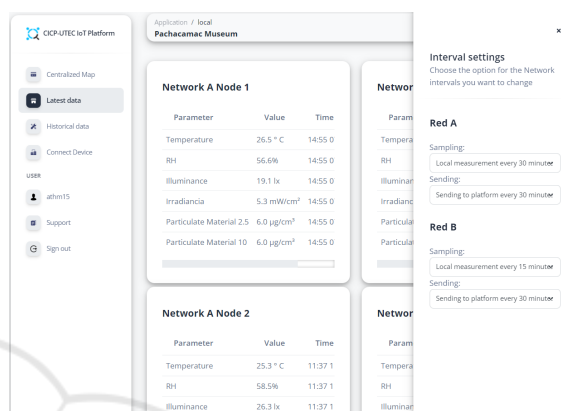 CICP-UTEC IoT Platform
Centralized Map
Latest data
Historical data
Connect Device
USER
athm15
Support
Sign out
Application / local
Pachacamac Museum
Network A Node 1
Parameter Value Time
Temperature 26.5 ° C 14:55 0
RH 56.6% 14:55 0
Illuminance 19.1 lx 14:55 0
Irradiancia 5.3 mW/cm² 14:55 0
Particulate Material 2.5 6.0 μg/cm³ 14:55 0
Particulate Material 10 6.0 μg/cm³ 14:55 0
Networ
Param
Tempera
RH
Illuminan
Irradianc
Particulat
Particulat
Network A Node 2
Parameter Value Time
Temperature 25.3 ° C 11:37 1
RH 58.5% 11:37 1
Illuminance 26.3 lx 11:37 1
Networ
Param
Tempera
RH
Illuminan
×
Interval settings
Choose the option for the Network
intervals you want to change
Red A
Sampling:
Local measurement every 30 minutes
Sending:
Sending to platform every 30 minutes
Red B
Sampling:
Local measurement every 15 minutes
Sending:
Sending to platform every 30 minutes